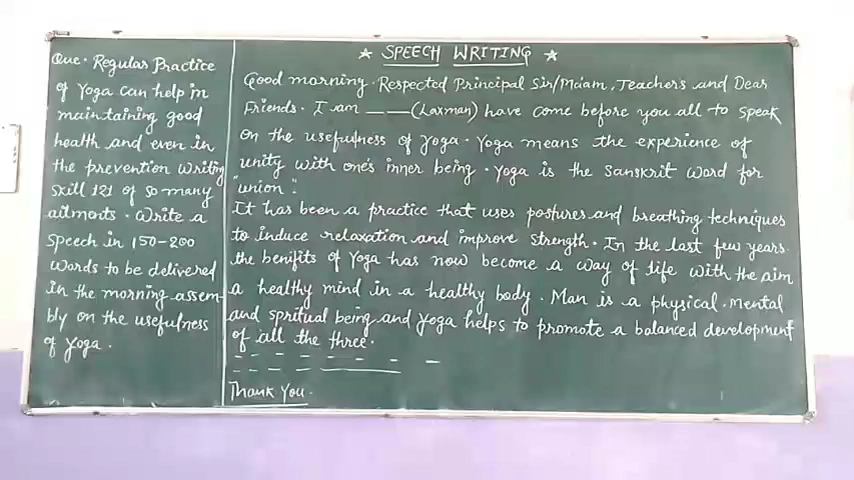 ★ SPEECH WRITING ★
Que. Regular Practice
of Yoga can help in
maintaining good
health and even in
the prevention writing
skill 121 of so many
ailments. Write a
speech in 150-200
words to be delivered
in the morning assem-
bly on the usefulness
of Yoga.
Good morning. Respected Principal Sir/Ma'am, Teachers and Dear
Friends. I am ____ (Laxman) have come before you all to speak
on the usefulness of Yoga. Yoga means the experience of
unity with one's inner being. Yoga is the Sanskrit word for
"union".
It has been a practice that uses postures and breathing techniques
to induce relaxation and improve strength. In the last few years.
the benifits of Yoga has now become a way of life with the aim
a healthy mind in a healthy body. Man is a physical, mental
and spritual being and Yoga helps to promote a balanced development
of all the three.
Thank You.